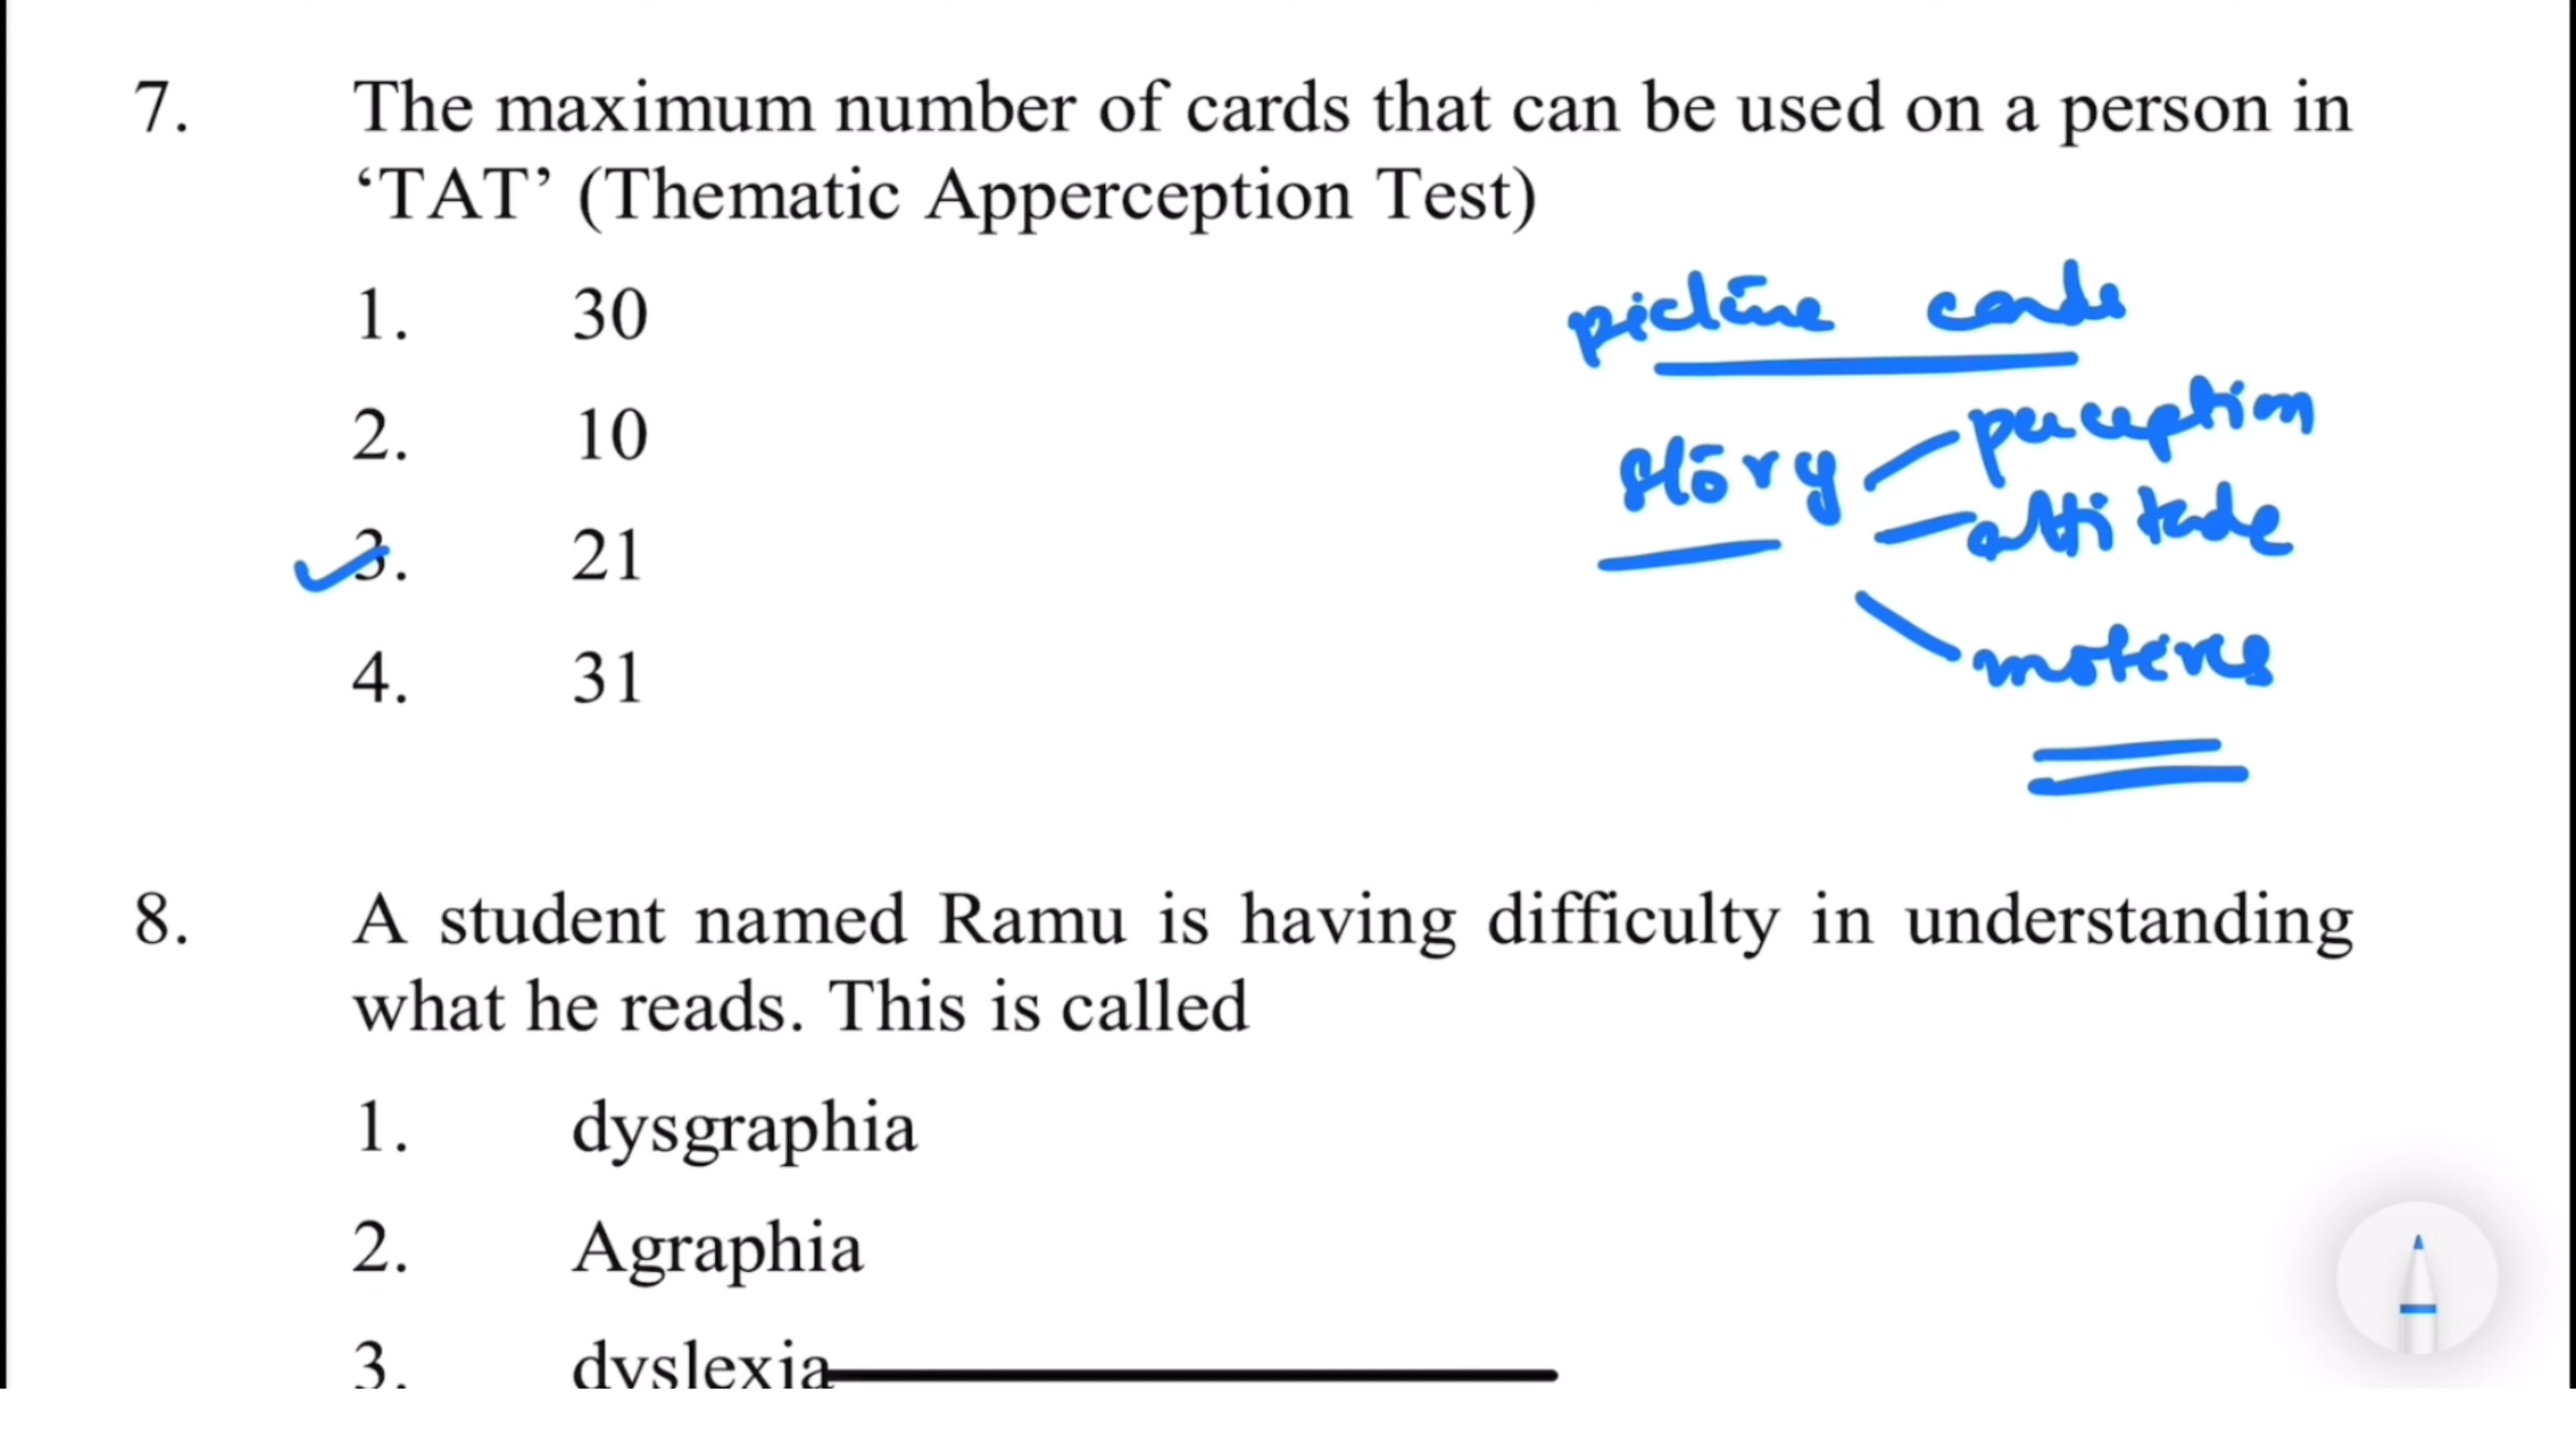 7. The maximum number of cards that can be used on a person in
‘TAT’ (Thematic Apperception Test)
1. 30
2. 10
3. 21
4. 31
picture cards
story
perception
attitude
motives
8. A student named Ramu is having difficulty in understanding
what he reads. This is called
1. dysgraphia
2. Agraphia
3. dyslexia